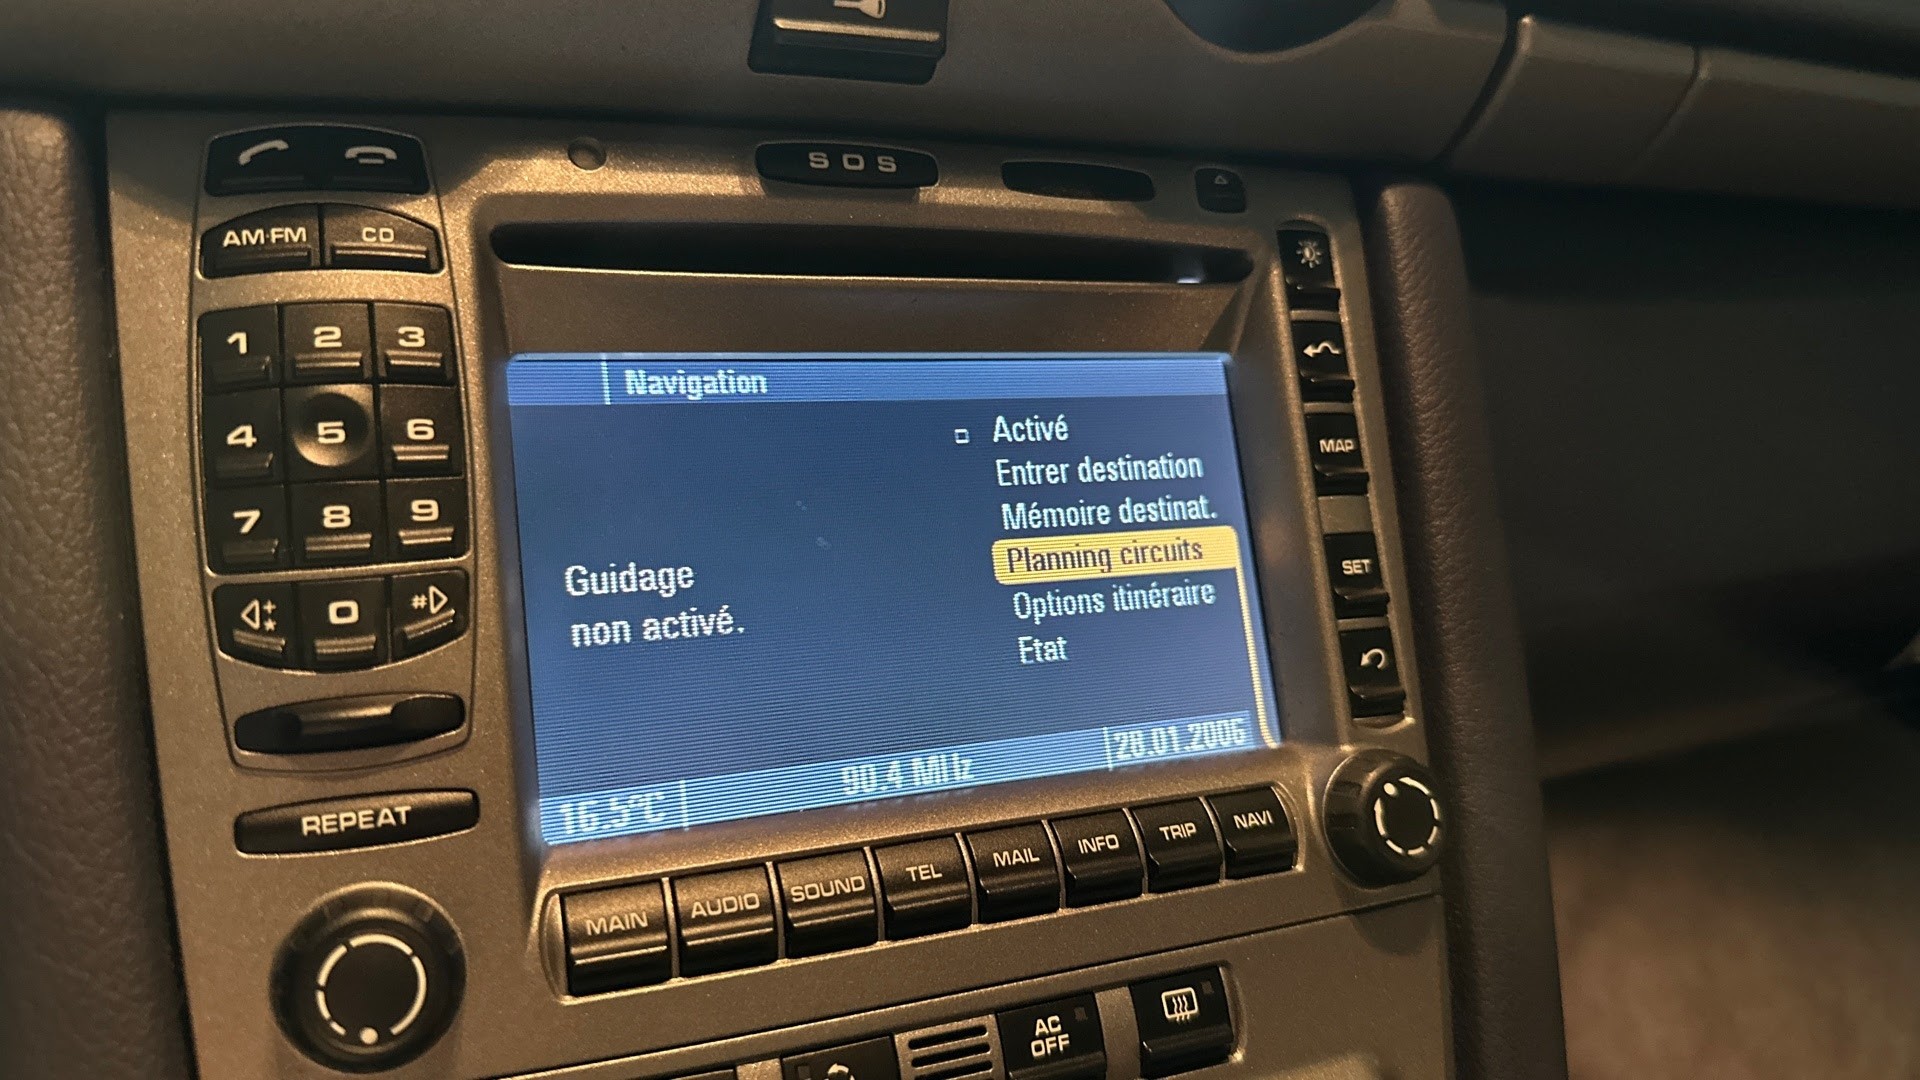 SOS
AM·FM
CD
1
2
3
4
5
6
7
8
9
+
*
0
#
REPEAT
Navigation
Activé
Entrer destination
Mémoire destinat.
Planning circuits
Options itinéraire
Etat
Guidage
non activé.
16.5°C
90.4 MHz
28.01.2006
MAP
SET
MAIN
AUDIO
SOUND
TEL
MAIL
INFO
TRIP
NAVI
AC
OFF